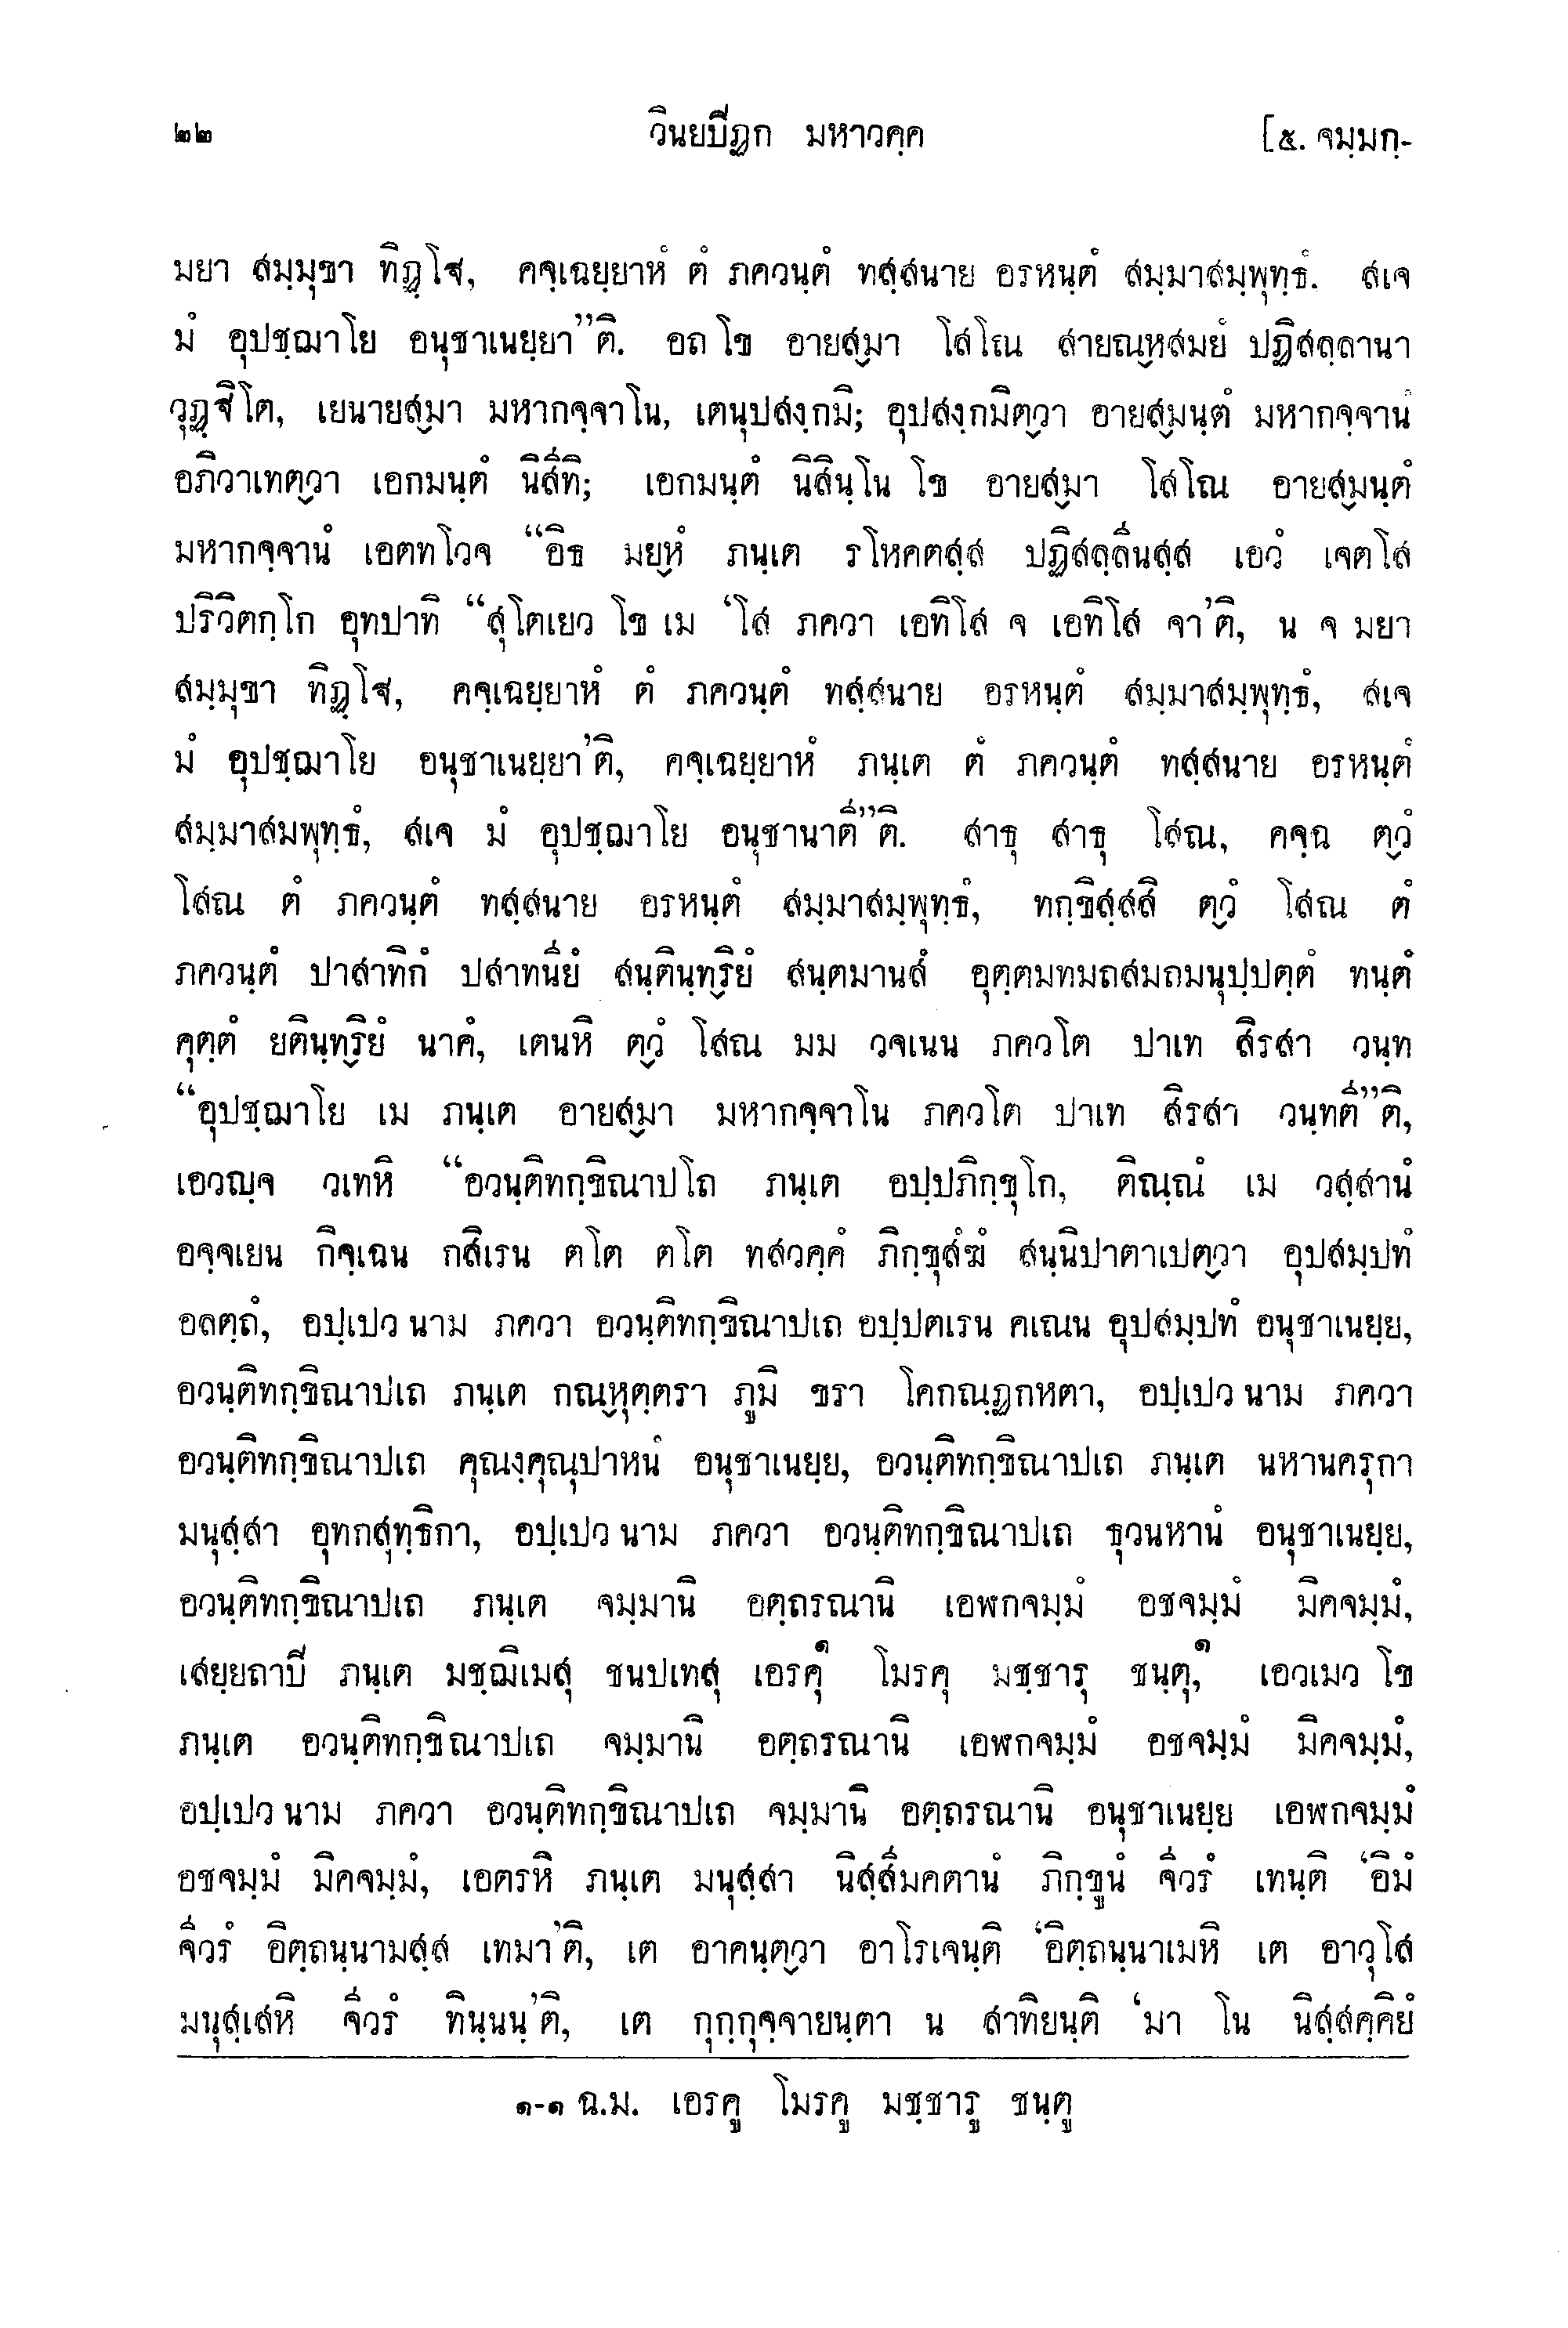 ๒๒ วินยปีฏก มหาวคฺค [๕. จมฺมกฺ-
มยา สมฺมุขา ทิฏฺโฐ, คจฺเฉยฺยาหํ ตํ ภควนฺตํ ทสฺสนาย อรหนฺตํ สมฺมาสมฺพุทฺธํ. สเจ
มํ อุปชฺฌาโย อนุชาเนยฺยา”ติ. อถ โข อายสฺมา โสโณ สายณฺหสมยํ ปฏิสลฺลานา
วุฏฺฐิโต, เยนายสฺมา มหากจฺจาโน, เตนุปสงฺกมิ; อุปสงฺกมิตฺวา อายสฺมนฺตํ มหากจฺจานํ
อภิวาเทตฺวา เอกมนฺตํ นิสีทิ; เอกมนฺตํ นิสินฺโน โข อายสฺมา โสโณ อายสฺมนฺตํ
มหากจฺจานํ เอตทโวจ “อิธ มยฺหํ ภนฺเต รโหคตสฺส ปฏิสลฺลีนสฺส เอวํ เจตโส
ปริวิตกฺโก อุทปาทิ “สุโตเยว โข เม ‘โส ภควา เอทิโส จ เอทิโส จา’ติ, น จ มยา
สมฺมุขา ทิฏฺโฐ, คจฺเฉยฺยาหํ ตํ ภควนฺตํ ทสฺสนาย อรหนฺตํ สมฺมาสมฺพุทฺธํ, สเจ
มํ อุปชฺฌาโย อนุชาเนยฺยา’ติ, คจฺเฉยฺยาหํ ภนฺเต ตํ ภควนฺตํ ทสฺสนาย อรหนฺตํ
สมฺมาสมพุทฺธํ, สเจ มํ อุปชฺฌาโย อนุชานาตี”ติ. สาธุ สาธุ โสณ, คจฺฉ ตฺวํ
โสณ ตํ ภควนฺตํ ทสฺสนาย อรหนฺตํ สมฺมาสมฺพุทฺธํ, ทกฺขิสฺสสิ ตฺวํ โสณ ตํ
ภควนฺตํ ปาสาทิกํ ปสาทนียํ สนฺตินฺทฺริยํ สนฺตมานสํ อุตฺตมทมถสมถมนุปฺปตฺตํ ทนฺตํ
คุตฺตํ ยตินฺทฺริยํ นาคํ, เตนหิ ตฺวํ โสณ มม วจเนน ภควโต ปาเท สิรสา วนฺท
“อุปชฺฌาโย เม ภนฺเต อายสฺมา มหากจฺจาโน ภควโต ปาเท สิรสา วนฺทตี”ติ,
เอวญฺจ วเทหิ “อวนฺติทกฺขิณาปโถ ภนฺเต อปฺปภิกฺขุโก, ติณฺณํ เม วสฺสานํ
อจฺจเยน กิจฺเฉน กสิเรน ตโต ตโต ทสวคฺคํ ภิกฺขุสํฆํ สนฺนิปาตาเปตฺวา อุปสมฺปทํ
อลตฺถํ, อปฺเปว นาม ภควา อวนฺติทกฺขิณาปเถ อปฺปตเรน คเณน อุปสมฺปทํ อนุชาเนยฺย,
อวนฺติทกฺขิณาปเถ ภนฺเต กณฺหุตฺตรา ภูมิ ขรา โคกณฺฏกหตา, อปฺเปว นาม ภควา
อวนฺติทกฺขิณาปเถ คุณงฺคุณุปาหนํ อนุชาเนยฺย, อวนฺติทกฺขิณาปเถ ภนฺเต นหานครุกา
มนุสฺสา อุทกสุทฺธิกา, อปฺเปว นาม ภควา อวนฺติทกฺขิณาปเถ ธุวนหานํ อนุชาเนยฺย,
อวนฺติทกฺขิณาปเถ ภนฺเต จมฺมานิ อตฺถรณานิ เอฬกจมฺมํ อชจมฺมํ มิคจมฺมํ,
เสยฺยถาปิ ภนฺเต มชฺฌิเมสุ ชนปเทสุ เอรคุ๑ โมรคุ มชฺชารุ ชนฺตุ,๑ เอวเมว โข
ภนฺเต อวนฺติทกฺขิณาปเถ จมฺมานิ อตฺถรณานิ เอฬกจมฺมํ อชจมฺมํ มิคจมฺมํ,
อปฺเปว นาม ภควา อวนฺติทกฺขิณาปเถ จมฺมานิ อตฺถรณานิ อนุชาเนยฺย เอฬกจมฺมํ
อชจมฺมํ มิคจมฺมํ, เอตรหิ ภนฺเต มนุสฺสา นิสฺสีมคตานํ ภิกฺขูนํ จีวรํ เทนฺติ ‘อิมํ
จีวรํ อิตฺถนฺนามสฺส เทมา’ติ, เต อาคนฺตฺวา อาโรเจนฺติ ‘อิตฺถนฺนาเมหิ เต อาวุโส
มนุสฺเสหิ จีวรํ ทินฺนนฺ’ติ, เต กุกฺกุจฺจายนฺตา น สาทิยนฺติ ‘มา โน นิสฺสคฺคิยํ
๑-๑ ฉ.ม. เอรคู โมรคู มชฺชารู ชนฺตู